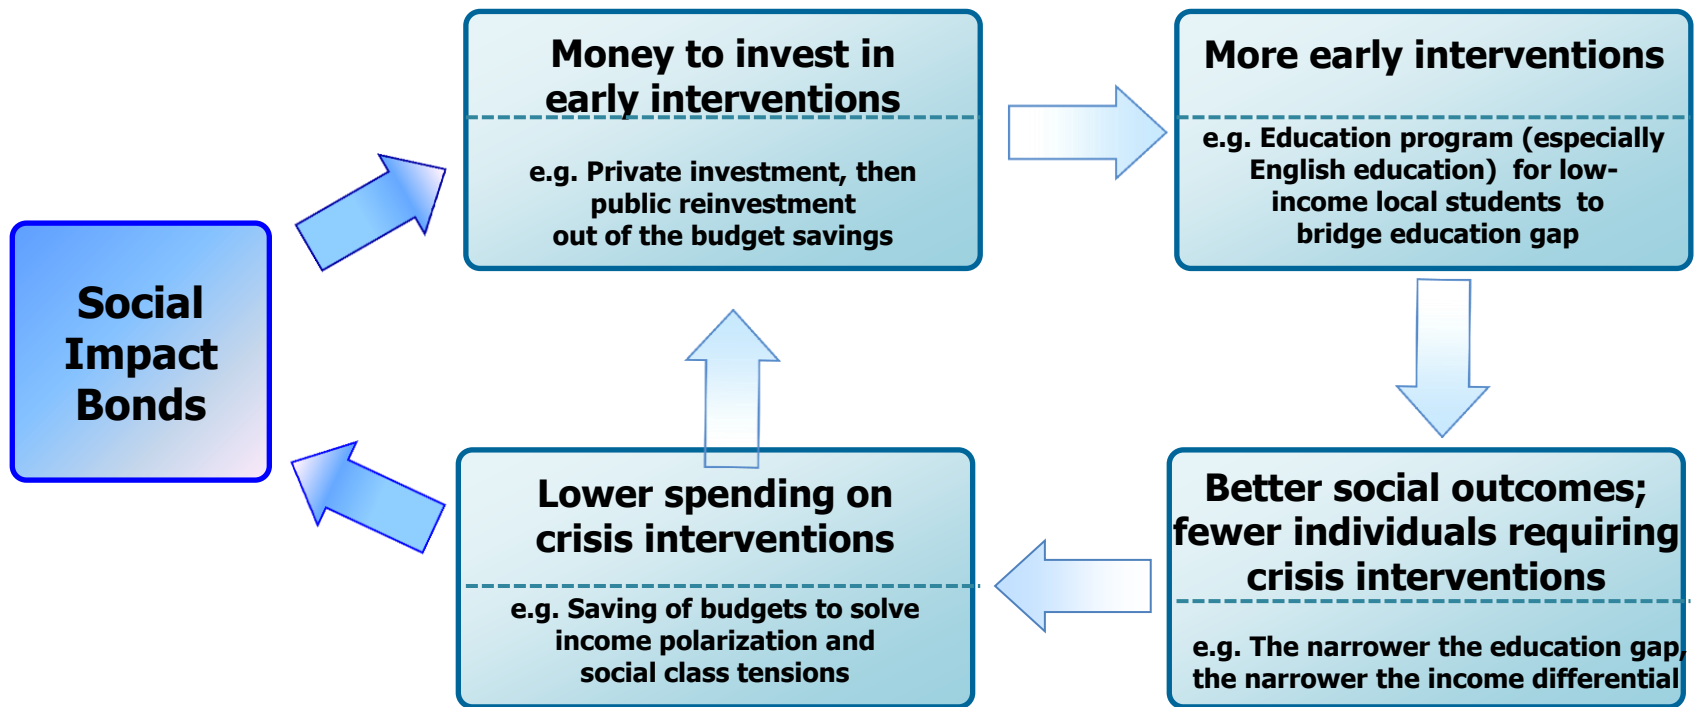 Social
Impact
Bonds
Money to invest in
early interventions
e.g. Private investment, then
public reinvestment
out of the budget savings
More early interventions
e.g. Education program (especially
English education)  for low-
income local students  to
bridge education gap
Better social outcomes;
fewer individuals requiring
crisis interventions
e.g. The narrower the education gap,
the narrower the income differential
Lower spending on
crisis interventions
e.g. Saving of budgets to solve
income polarization and
social class tensions